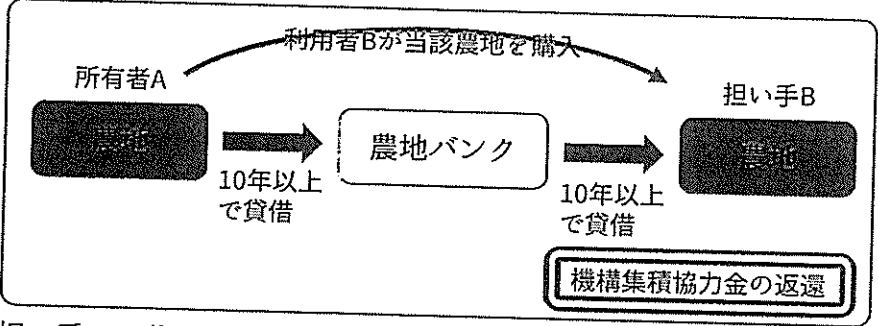 利用者Bが当該農地を購入
所有者A
担い手B
農地
農地バンク
農地
10年以上
で貸借
10年以上
で貸借
機構集積協力金の返還